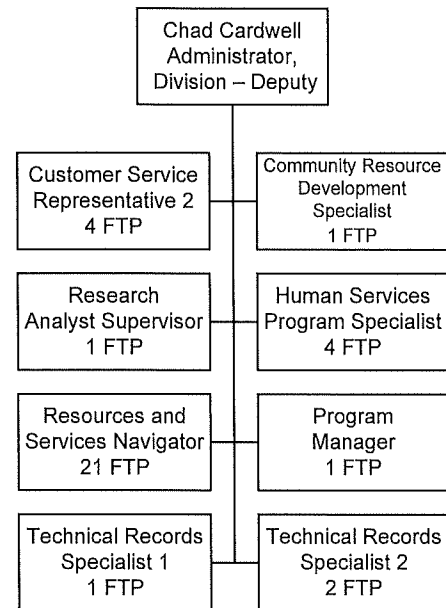 Chad Cardwell
Administrator,
Division – Deputy
Customer Service
Representative 2
4 FTP
Community Resource
Development
Specialist
1 FTP
Research
Analyst Supervisor
1 FTP
Human Services
Program Specialist
4 FTP
Resources and
Services Navigator
21 FTP
Program
Manager
1 FTP
Technical Records
Specialist 1
1 FTP
Technical Records
Specialist 2
2 FTP